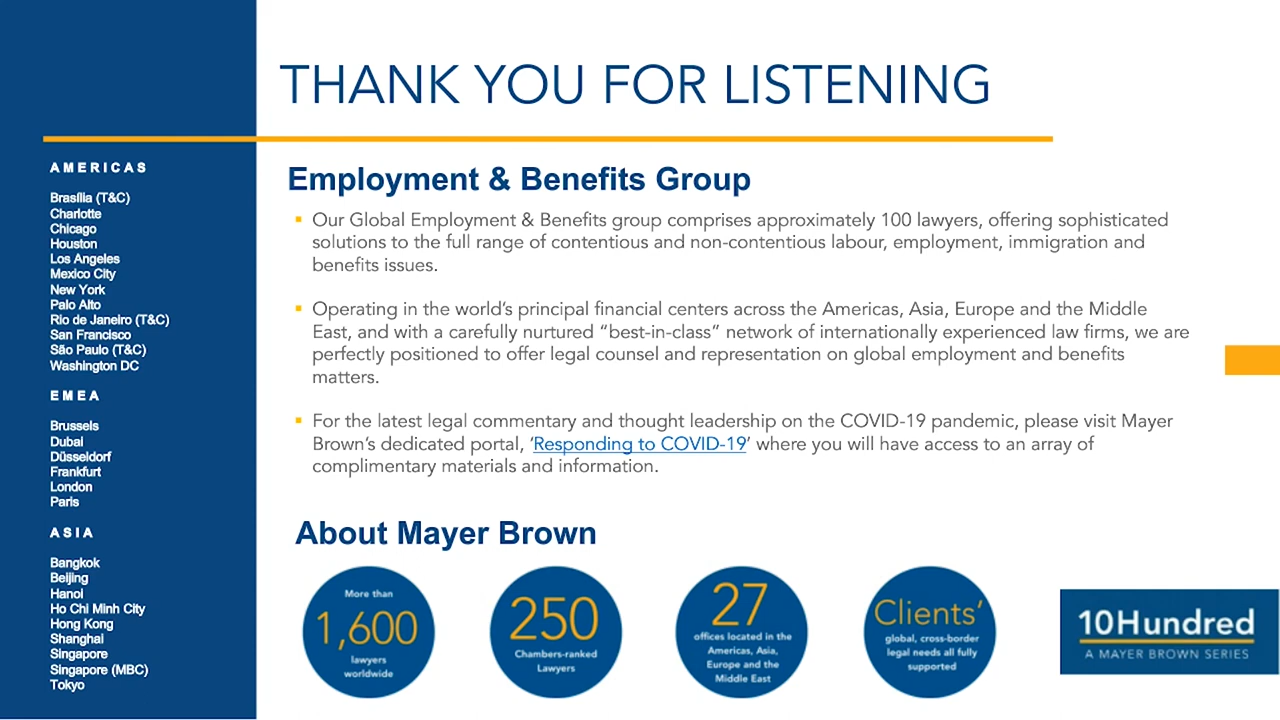 THANK YOU FOR LISTENING
AMERICAS
Brasília (T&C)
Charlotte
Chicago
Houston
Los Angeles
Mexico City
New York
Palo Alto
Rio de Janeiro (T&C)
San Francisco
São Paulo (T&C)
Washington DC
EMEA
Brussels
Dubai
Düsseldorf
Frankfurt
London
Paris
ASIA
Bangkok
Beijing
Hanoi
Ho Chi Minh City
Hong Kong
Shanghai
Singapore
Singapore (MBC)
Tokyo
Employment & Benefits Group
▪ Our Global Employment & Benefits group comprises approximately 100 lawyers, offering sophisticated
solutions to the full range of contentious and non-contentious labour, employment, immigration and
benefits issues.
▪ Operating in the world’s principal financial centers across the Americas, Asia, Europe and the Middle
East, and with a carefully nurtured “best-in-class” network of internationally experienced law firms, we are
perfectly positioned to offer legal counsel and representation on global employment and benefits
matters.
▪ For the latest legal commentary and thought leadership on the COVID-19 pandemic, please visit Mayer
Brown’s dedicated portal, ‘Responding to COVID-19’ where you will have access to an array of
complimentary materials and information.
About Mayer Brown
More than
1,600
lawyers
worldwide
250
Chambers-ranked
Lawyers
27
offices located in the
Americas, Asia,
Europe and the
Middle East
Clients’
global, cross-border
legal needs all fully
supported
10Hundred
A MAYER BROWN SERIES